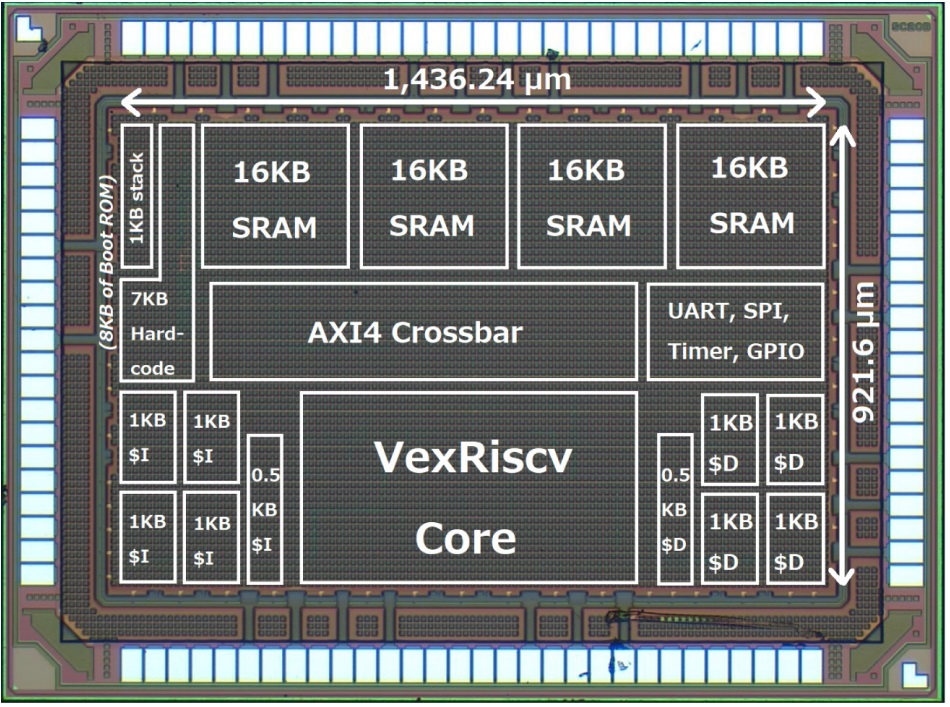 SC20B
1,436.24 µm
(8KB of Boot ROM)
1KB stack
16KB
SRAM
16KB
SRAM
16KB
SRAM
16KB
SRAM
7KB
Hard-
code
AXI4 Crossbar
UART, SPI,
Timer, GPIO
921.6 µm
1KB
$I
1KB
$I
0.5
KB
$I
1KB
$I
1KB
$I
VexRiscv
Core
0.5
KB
$D
1KB
$D
1KB
$D
1KB
$D
1KB
$D